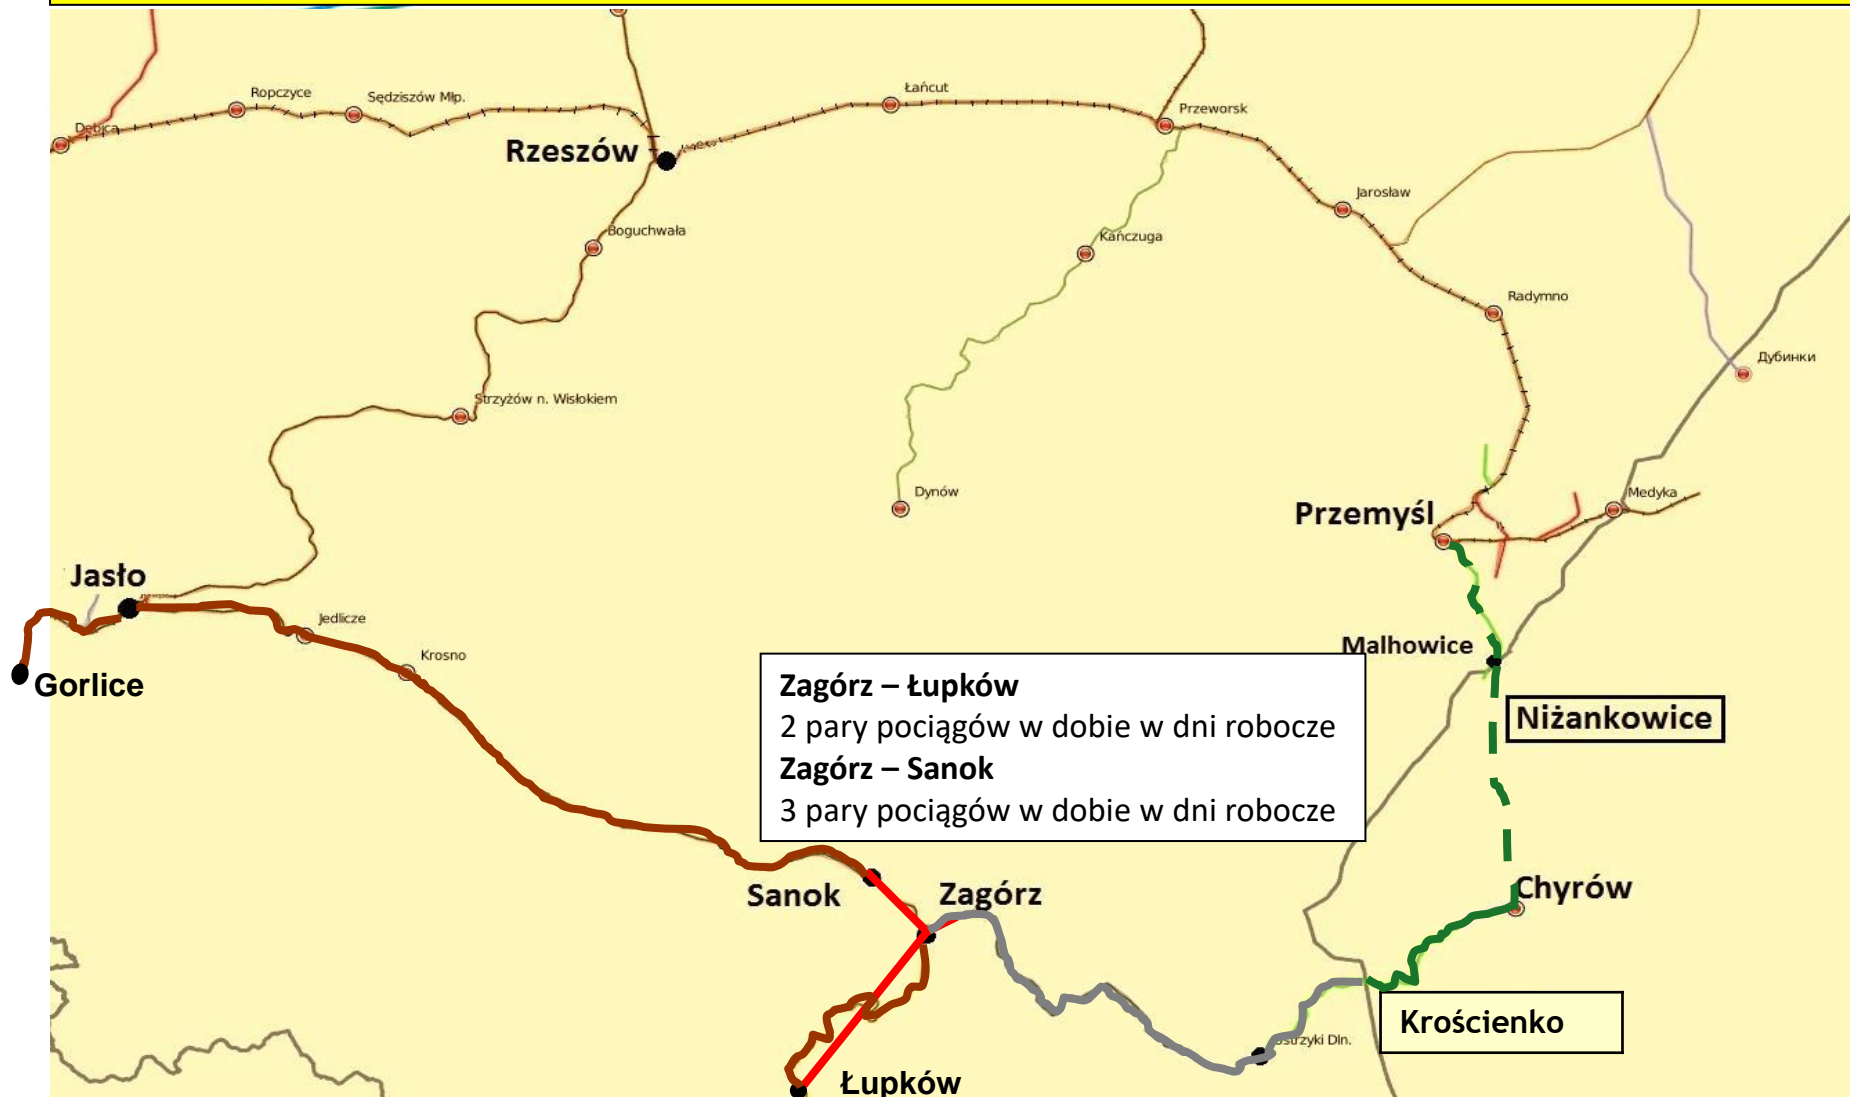 Ropczyce
Sędziszów Młp.
Łańcut
Przeworsk
Dębica
Rzeszów
Jarosław
Boguchwała
Kańczuga
Radymno
Дубинки
Strzyżów n. Wisłokiem
Dynów
Medyka
Przemyśl
Jasło
Jedlicze
Malhowice
Krosno
Gorlice
Zagórz – Łupków
2 pary pociągów w dobie w dni robocze
Zagórz – Sanok
3 pary pociągów w dobie w dni robocze
Niżankowice
Sanok
Zagórz
Chyrów
Krościenko
strzyki Dln.
Łupków